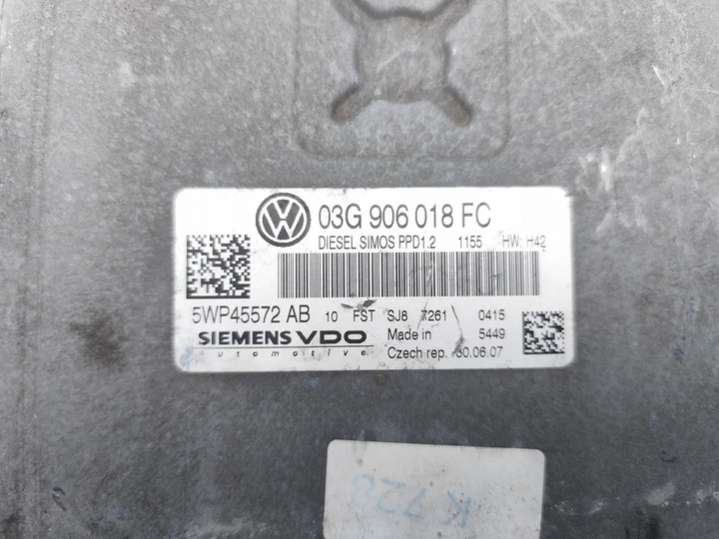 03G 906 018 FC
DIESEL SIMOS PPD1.2 1155 HW: H42
5WP45572 AB 10 FST SJ8 7261 0415
SIEMENS VDO Made in 5449
automotive Czech rep. 30.06.07
K 728